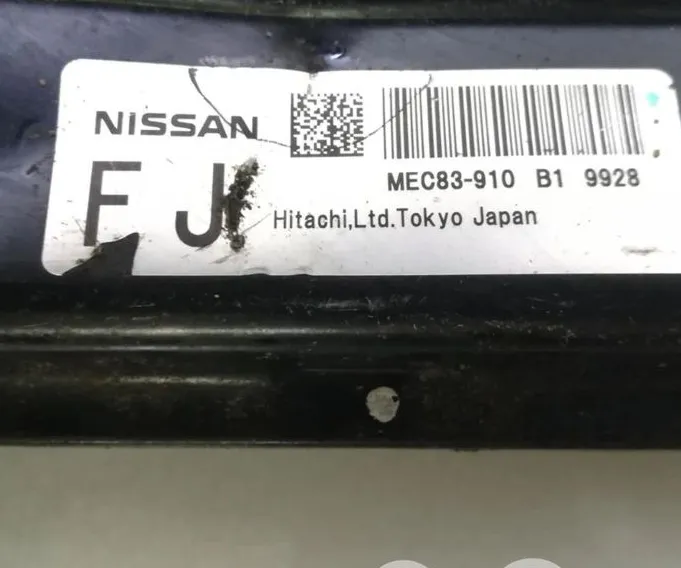 NISSAN
MEC83-910 B1 9928
F J
Hitachi,Ltd.Tokyo Japan